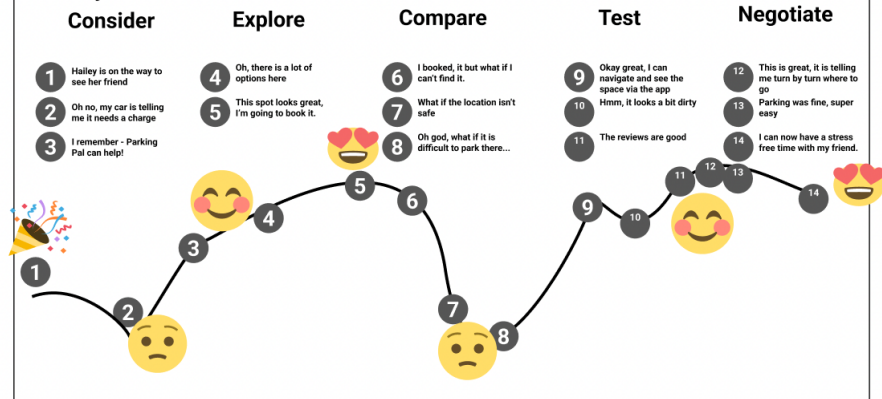 Consider
Explore
Compare
Test
Negotiate
1
Hailey is on the way to
see her friend
2
Oh no, my car is telling
me it needs a charge
3
I remember - Parking
Pal can help!
4
Oh, there is a lot of
options here
5
This spot looks great,
I'm going to book it.
6
I booked, it but what if I
can't find it.
7
What if the location isn't
safe
8
Oh god, what if it is
difficult to park there...
9
Okay great, I can
navigate and see the
space via the app
10
Hmm, it looks a bit dirty
11
The reviews are good
12
This is great, it is telling
me turn by turn where to
go
13
Parking was fine, super
easy
14
I can now have a stress
free time with my friend.
1
2
3
4
5
6
7
8
9
10
11
12
13
14